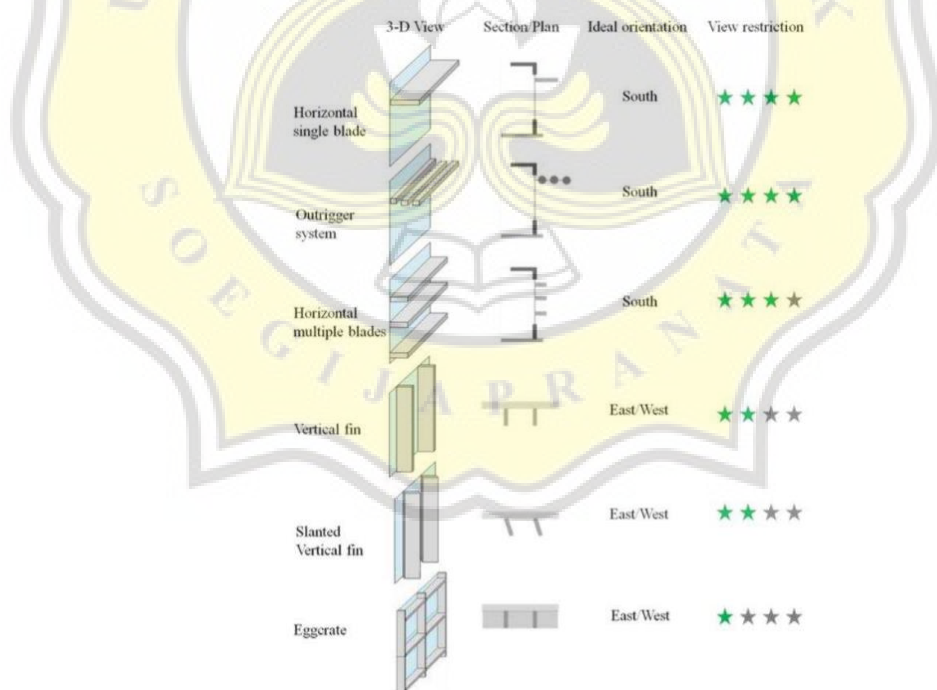 3-D View Section/Plan Ideal orientation View restriction
Horizontal
single blade
South
Outrigger
system
South
Horizontal
multiple blades
South
Vertical fin
East/West
Slanted
Vertical fin
East/West
Eggcrate
East/West
SOEGIJAPRANATA